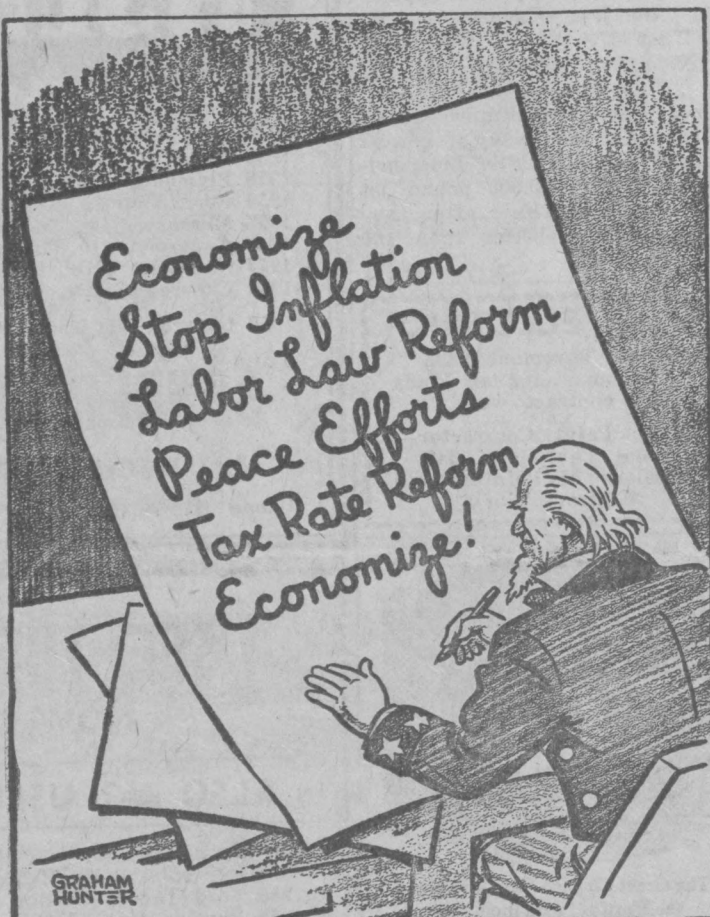 Economize
Stop Inflation
Labor Law Reform
Peace Efforts
Tax Rate Reform
Economize!
GRAHAM
HUNTER